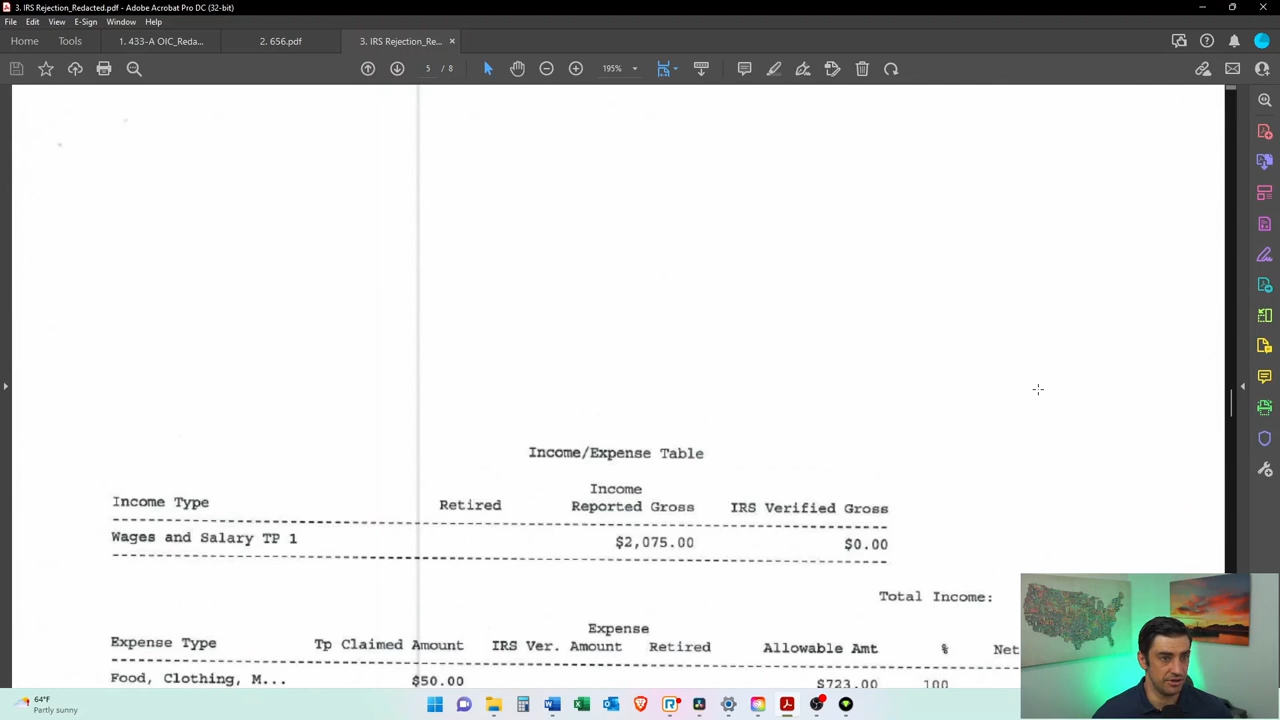 3. IRS Rejection_Redacted.pdf - Adobe Acrobat Pro DC (32-bit)
File Edit View E-Sign Window Help
Home Tools 1. 433-A OIC_Reda... 2. 656.pdf 3. IRS Rejection_Re... ×
5 / 8 195%
Income/Expense Table
Income
Income Type Retired Reported Gross IRS Verified Gross
Wages and Salary TP 1 $2,075.00 $0.00
Total Income:
Expense
Expense Type Tp Claimed Amount IRS Ver. Amount Retired Allowable Amt % Net
Food, Clothing, M... $50.00 $723.00 100
64°F
Partly sunny